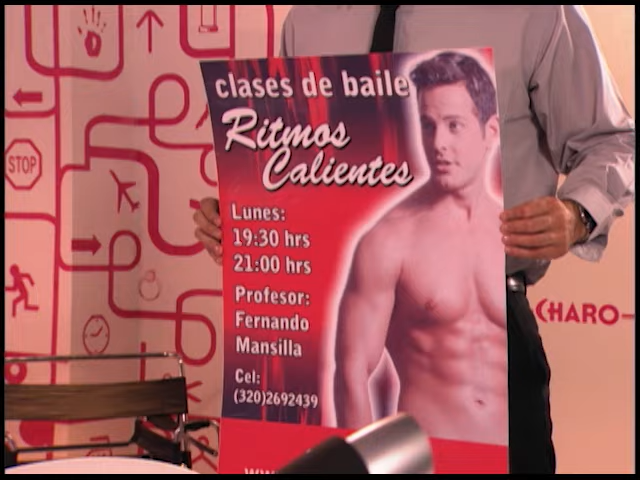 clases de baile
Ritmos
Calientes
Lunes:
19:30 hrs
21:00 hrs
Profesor:
Fernando
Mansilla
Cel:
(320)2692439
STOP
CHARO